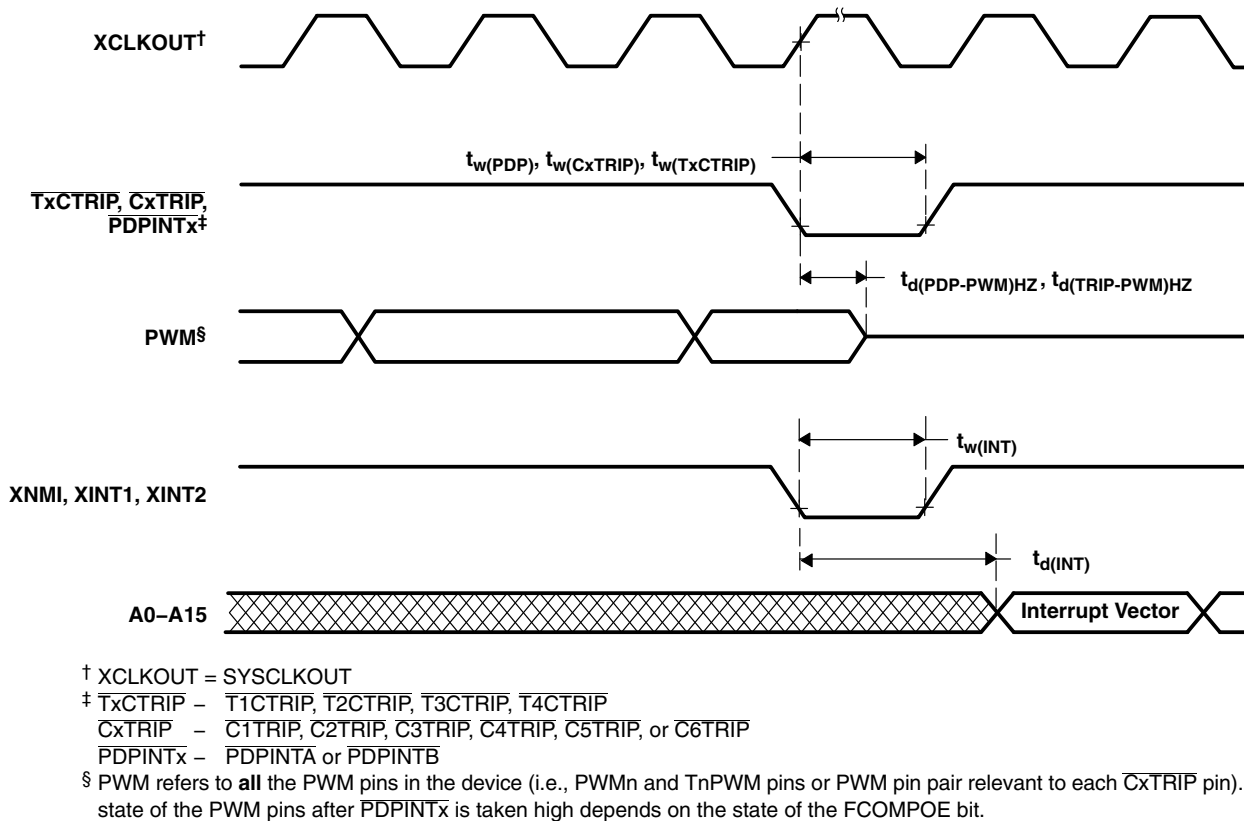 XCLKOUT†
tw(PDP), tw(CxTRIP), tw(TxCTRIP)
TxCTRIP, CxTRIP,
PDPINTx‡
td(PDP-PWM)HZ, td(TRIP-PWM)HZ
PWM§
tw(INT)
XNMI, XINT1, XINT2
td(INT)
A0–A15
Interrupt Vector
† XCLKOUT = SYSCLKOUT
‡ TxCTRIP – T1CTRIP, T2CTRIP, T3CTRIP, T4CTRIP
CxTRIP – C1TRIP, C2TRIP, C3TRIP, C4TRIP, C5TRIP, or C6TRIP
PDPINTx – PDPINTA or PDPINTB
§ PWM refers to all the PWM pins in the device (i.e., PWMn and TnPWM pins or PWM pin pair relevant to each CxTRIP pin).
state of the PWM pins after PDPINTx is taken high depends on the state of the FCOMPOE bit.